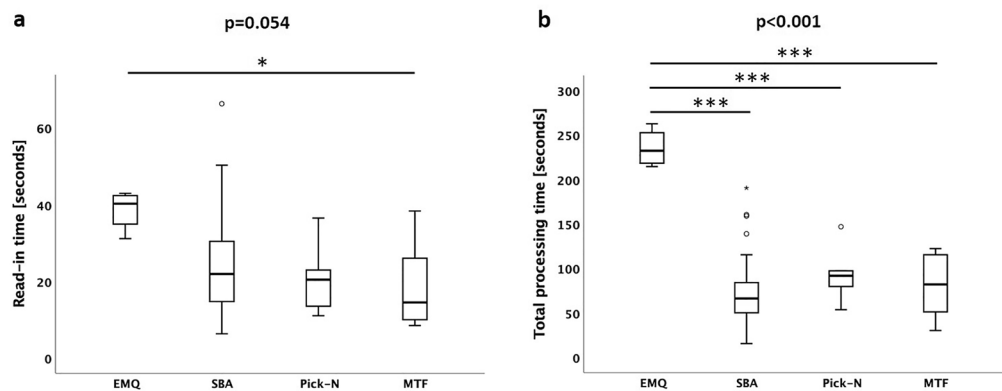 a
p=0.054
*
Read-in time [seconds]
60
40
20
0
EMQ SBA Pick-N MTF
b
p<0.001
***
***
***
Total processing time [seconds]
300
250
200
150
100
50
0
*
EMQ SBA Pick-N MTF